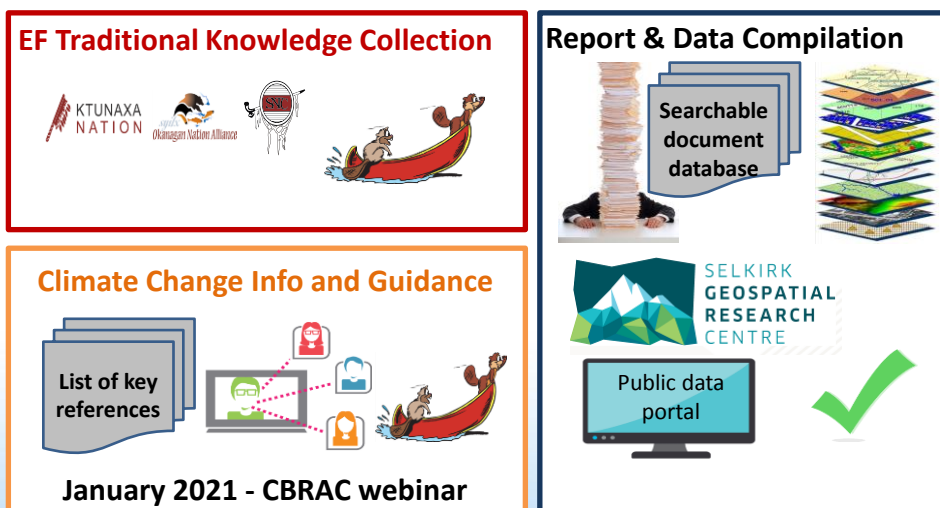 EF Traditional Knowledge Collection
KTUNAXA
NATION
Okanagan Nation Alliance
Climate Change Info and Guidance
List of key
references
January 2021 - CBRAC webinar
Report & Data Compilation
Searchable
document
database
SELKIRK
GEOSPATIAL
RESEARCH
CENTRE
Public data
portal